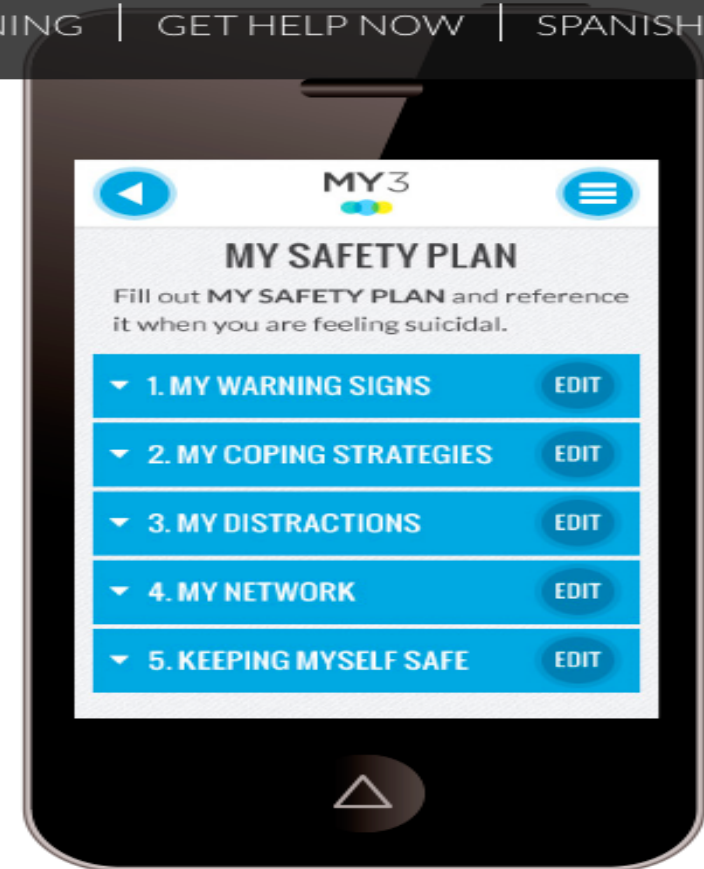 GET HELP NOW | SPANISH
MY3
MY SAFETY PLAN
Fill out MY SAFETY PLAN and reference
it when you are feeling suicidal.
1. MY WARNING SIGNS EDIT
2. MY COPING STRATEGIES EDIT
3. MY DISTRACTIONS EDIT
4. MY NETWORK EDIT
5. KEEPING MYSELF SAFE EDIT